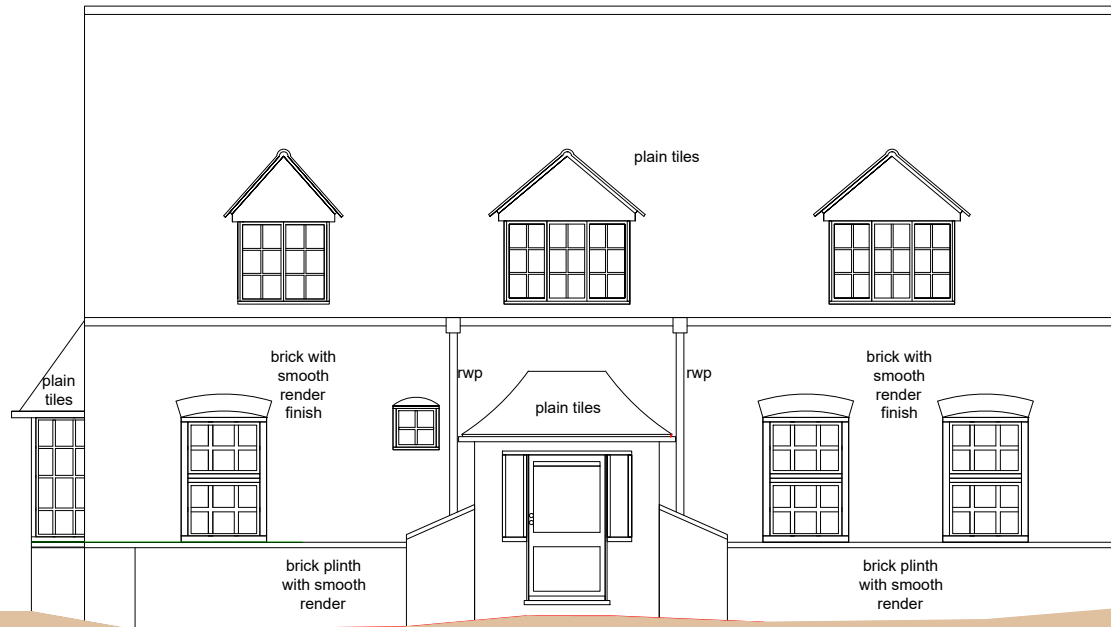 plain tiles
brick with
smooth
render
finish
rwp
rwp
brick with
smooth
render
finish
plain
tiles
plain tiles
brick plinth
with smooth
render
brick plinth
with smooth
render